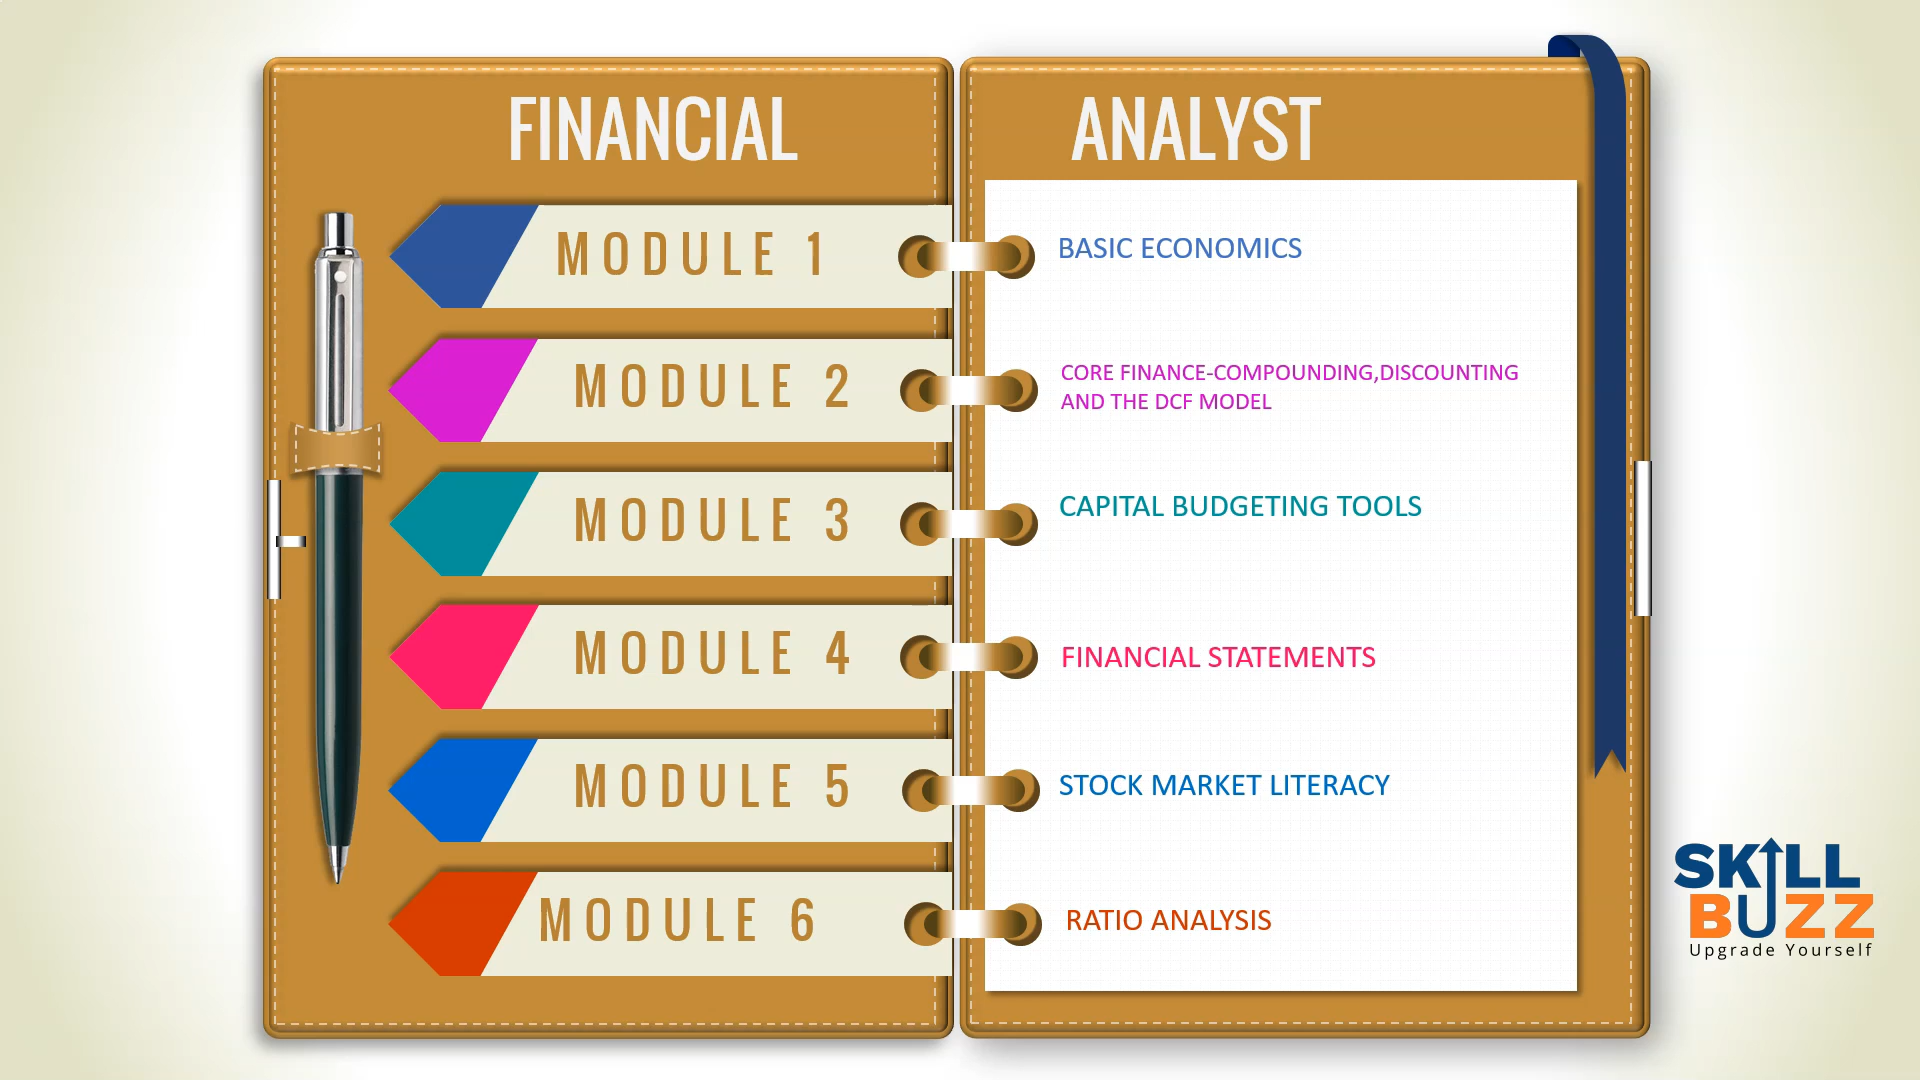 FINANCIAL ANALYST
MODULE 1
BASIC ECONOMICS
MODULE 2
CORE FINANCE-COMPOUNDING,DISCOUNTING
AND THE DCF MODEL
MODULE 3
CAPITAL BUDGETING TOOLS
MODULE 4
FINANCIAL STATEMENTS
MODULE 5
STOCK MARKET LITERACY
MODULE 6
RATIO ANALYSIS
SKILL
BUZZ
Upgrade Yourself